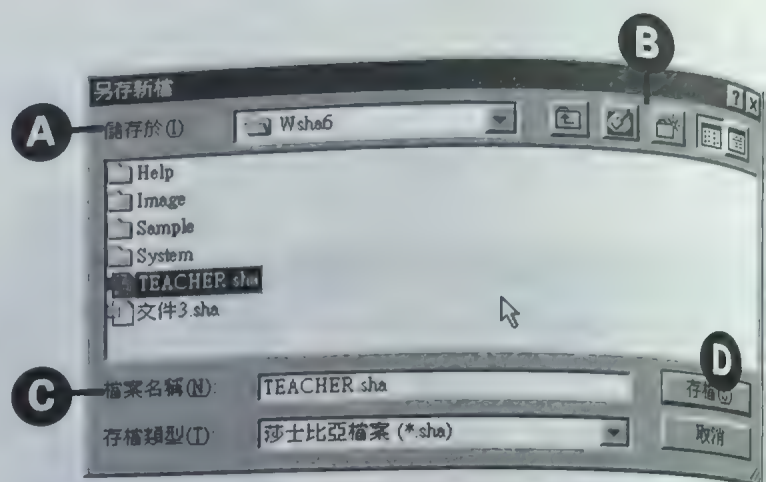 B
另存新檔
A
儲存於(I)
Wsha6
Help
Image
Sample
System
TEACHER.sha
文件3.sha
D
C
檔案名稱(N):
TEACHER.sha
存檔(S)
存檔類型(T):
莎士比亞檔案 (*.sha)
取消